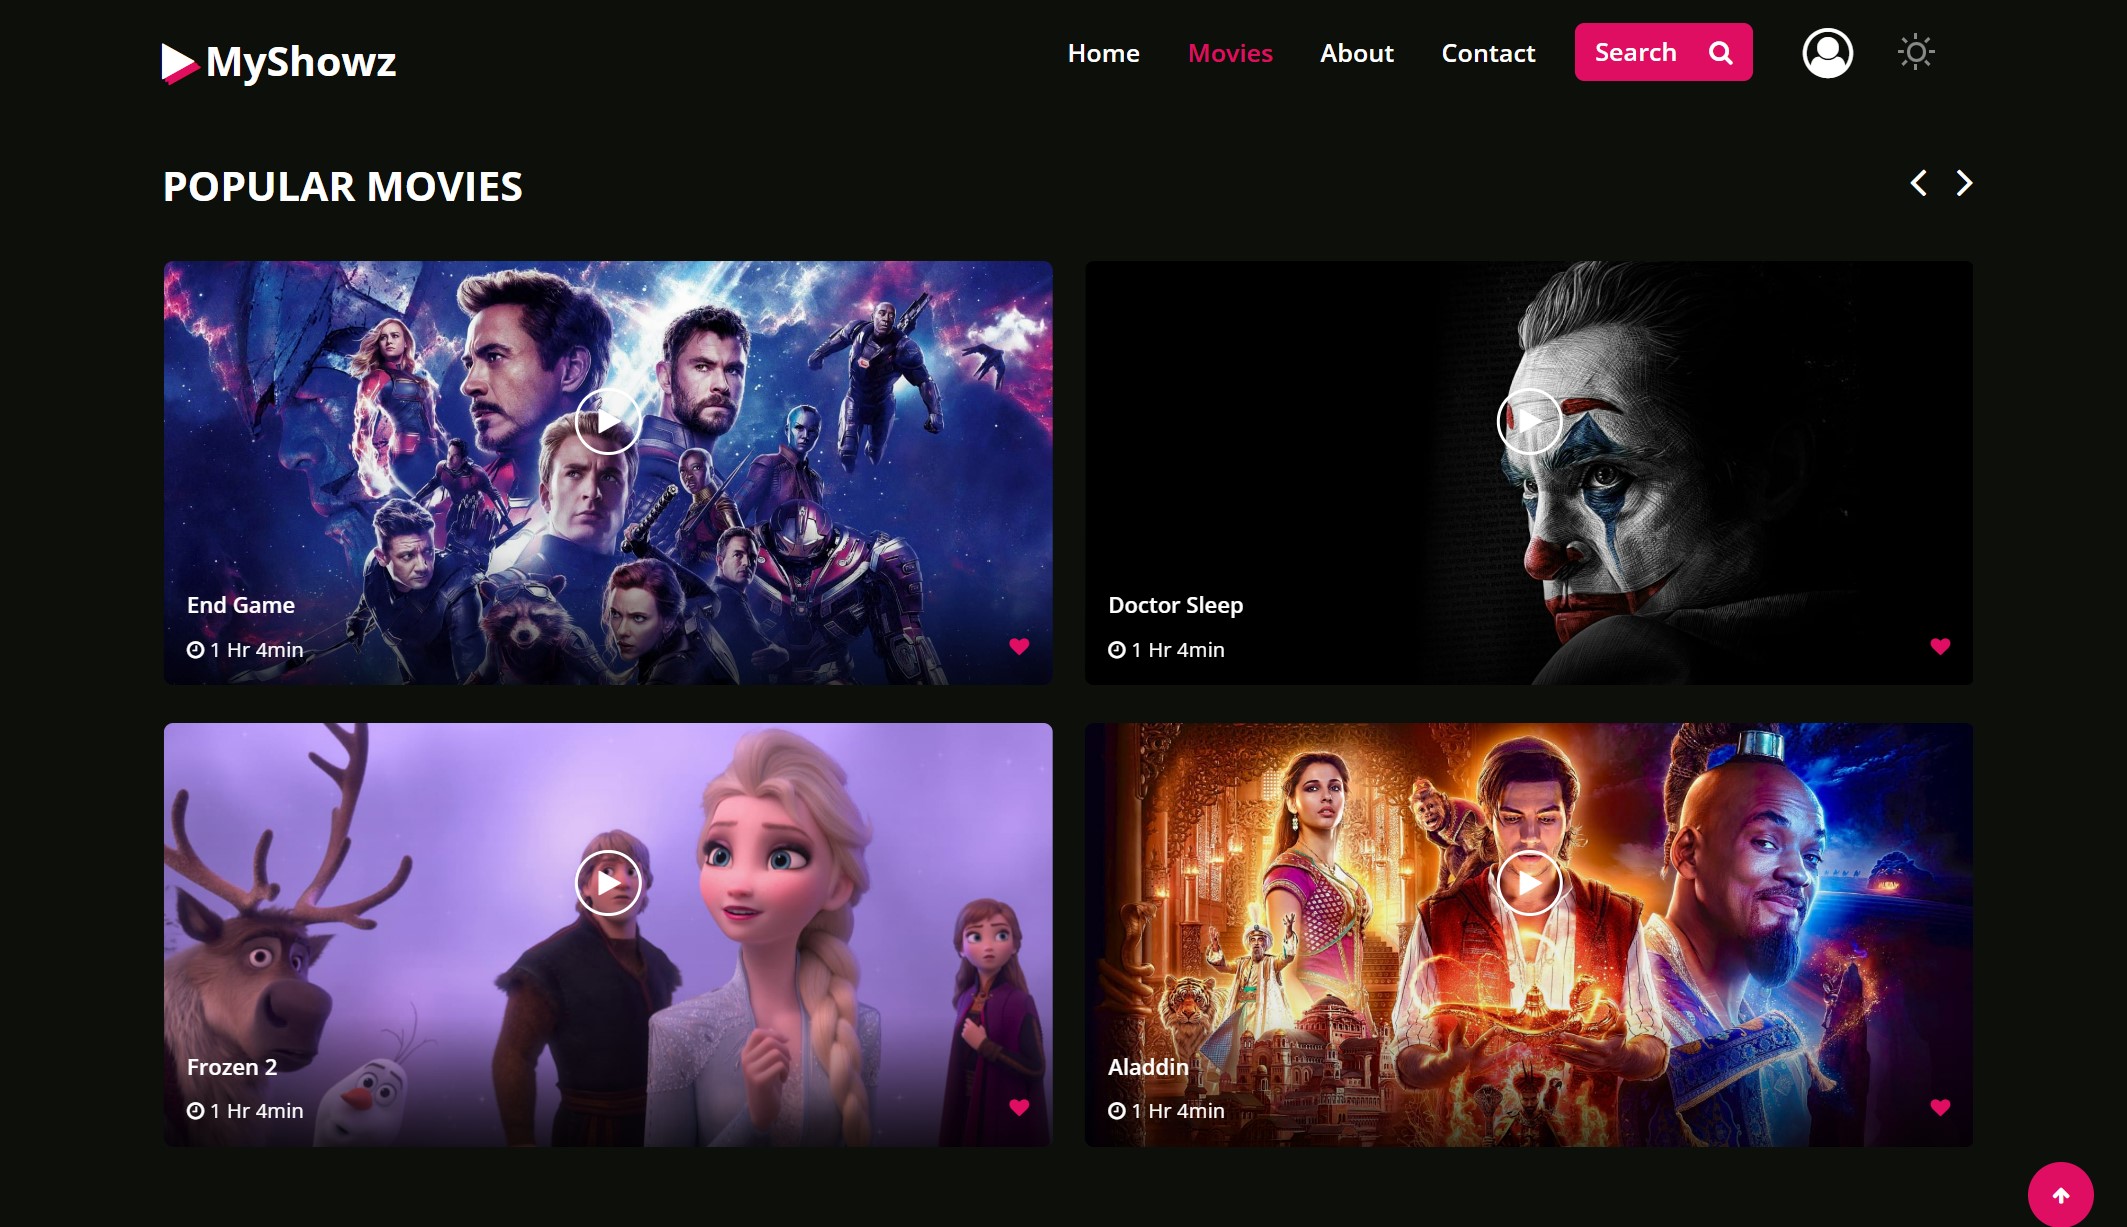 MyShowz
Home Movies About Contact Search
POPULAR MOVIES
End Game
1 Hr 4min
Doctor Sleep
1 Hr 4min
Frozen 2
1 Hr 4min
Aladdin
1 Hr 4min